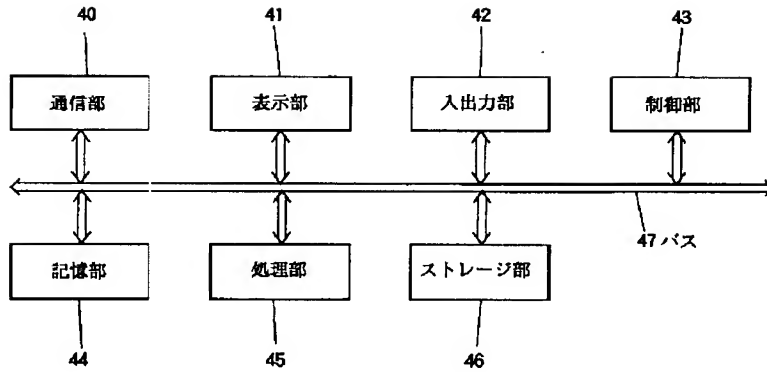 40
41
42
43
通信部
表示部
入出力部
制御部
47 バス
記憶部
処理部
ストレージ部
44
45
46